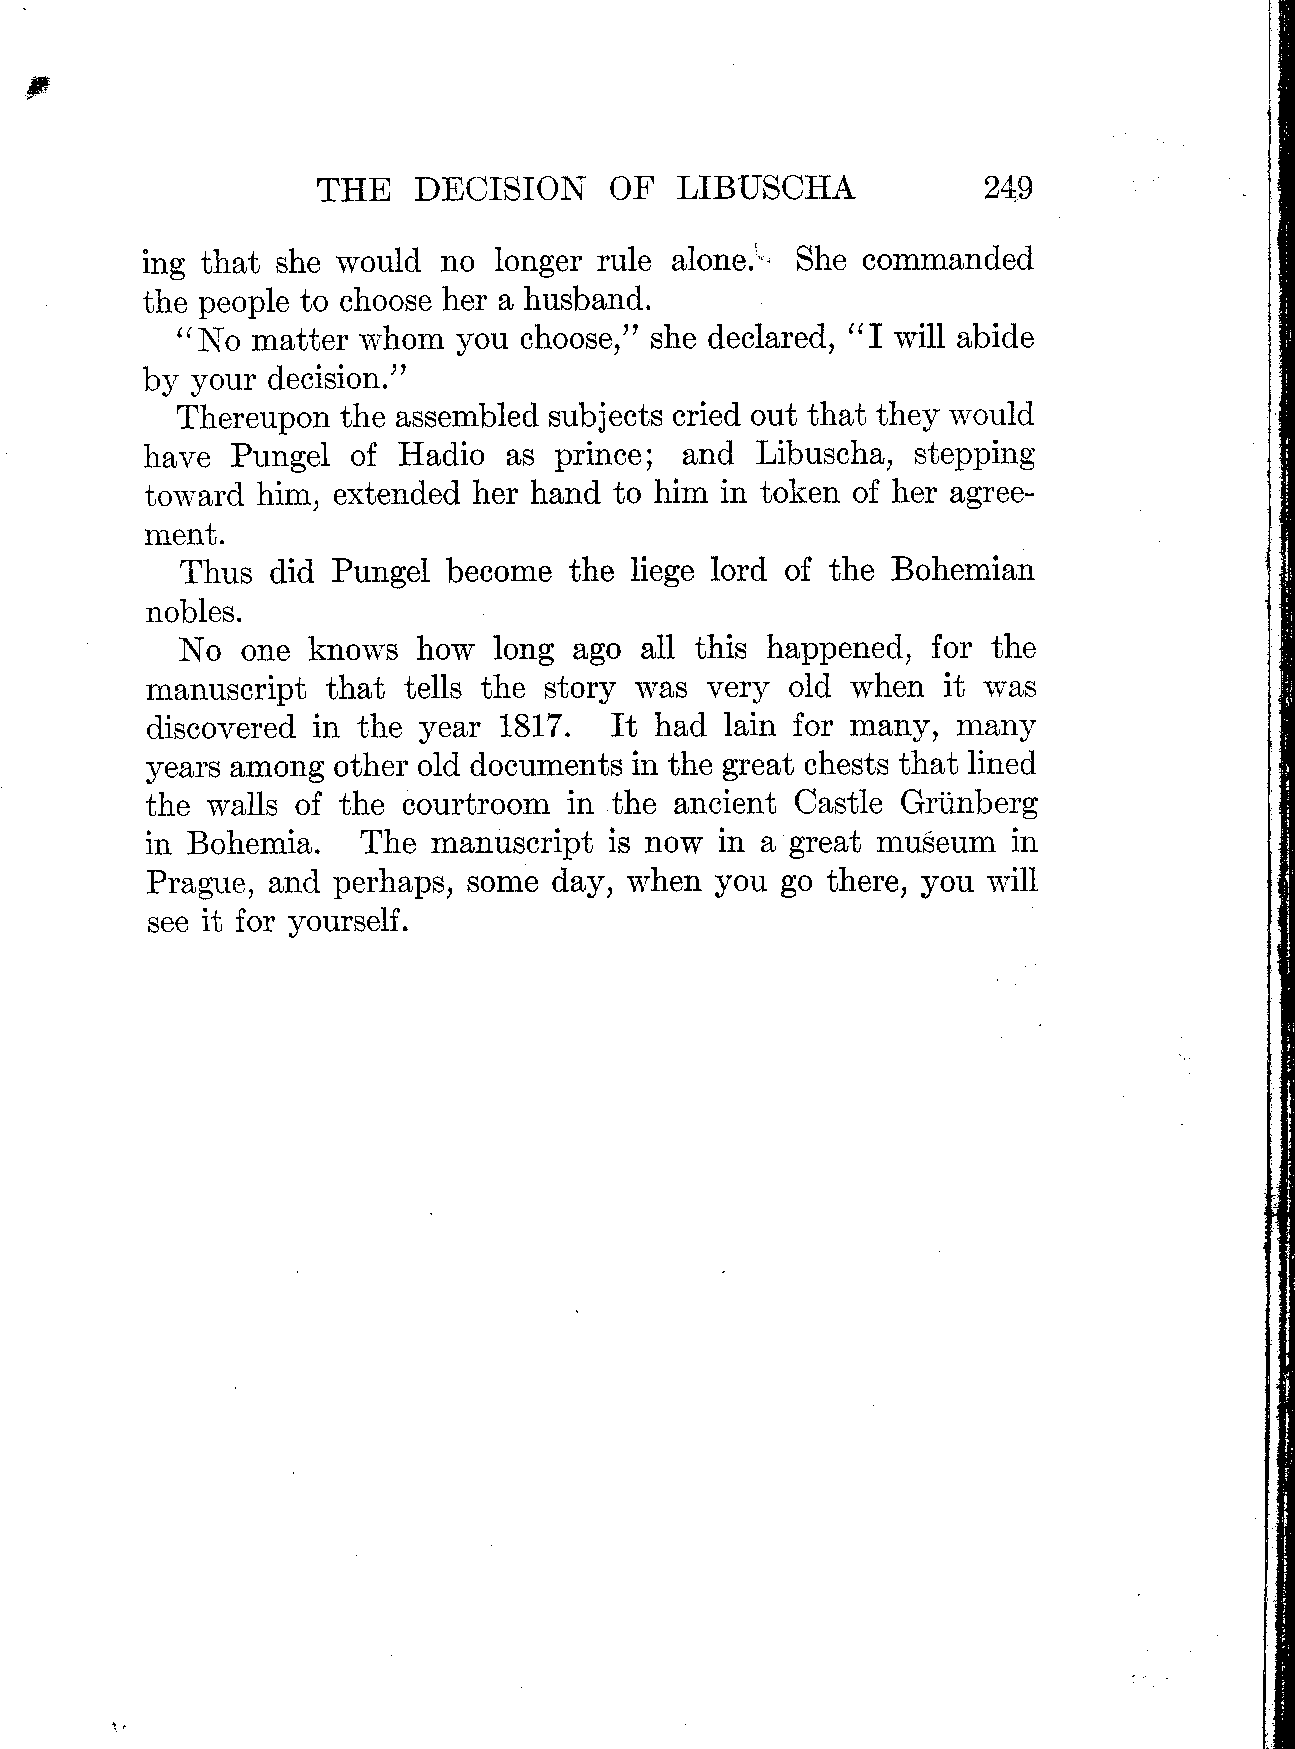 THE DECISION OF LIBUSCHA 249
ing that she would no longer rule alone. She commanded
the people to choose her a husband.
"No matter whom you choose," she declared, "I will abide
by your decision."
Thereupon the assembled subjects cried out that they would
have Pungel of Hadio as prince; and Libuscha, stepping
toward him, extended her hand to him in token of her agree-
ment.
Thus did Pungel become the liege lord of the Bohemian
nobles.
No one knows how long ago all this happened, for the
manuscript that tells the story was very old when it was
discovered in the year 1817. It had lain for many, many
years among other old documents in the great chests that lined
the walls of the courtroom in the ancient Castle Grünberg
in Bohemia. The manuscript is now in a great museum in
Prague, and perhaps, some day, when you go there, you will
see it for yourself.